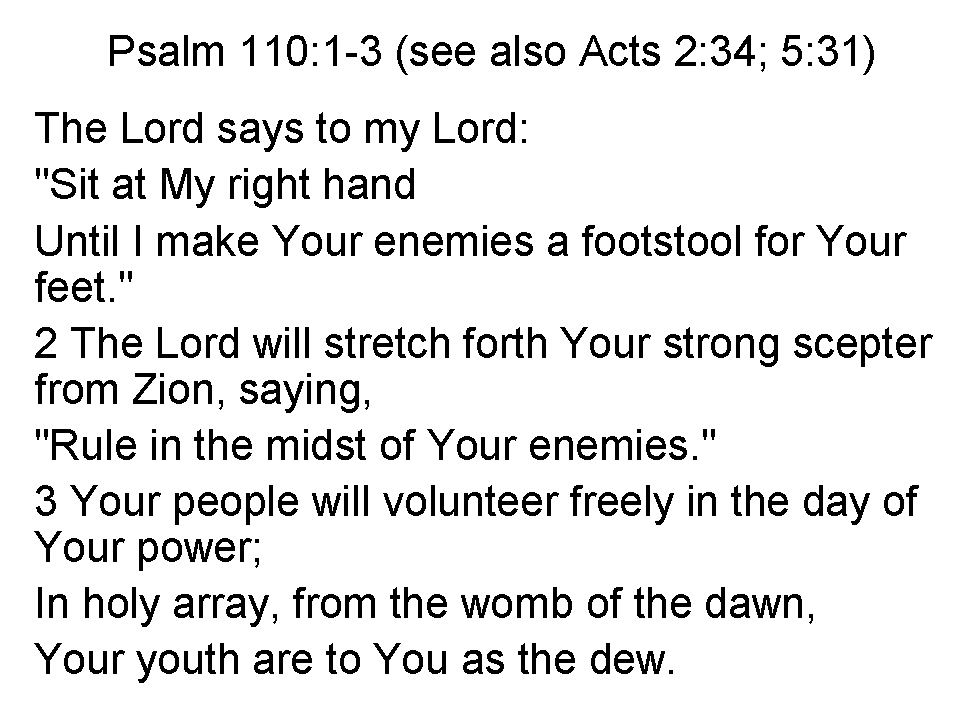 Psalm 110:1-3 (see also Acts 2:34; 5:31)
The Lord says to my Lord:
"Sit at My right hand
Until I make Your enemies a footstool for Your
feet."
2 The Lord will stretch forth Your strong scepter
from Zion, saying,
"Rule in the midst of Your enemies."
3 Your people will volunteer freely in the day of
Your power;
In holy array, from the womb of the dawn,
Your youth are to You as the dew.